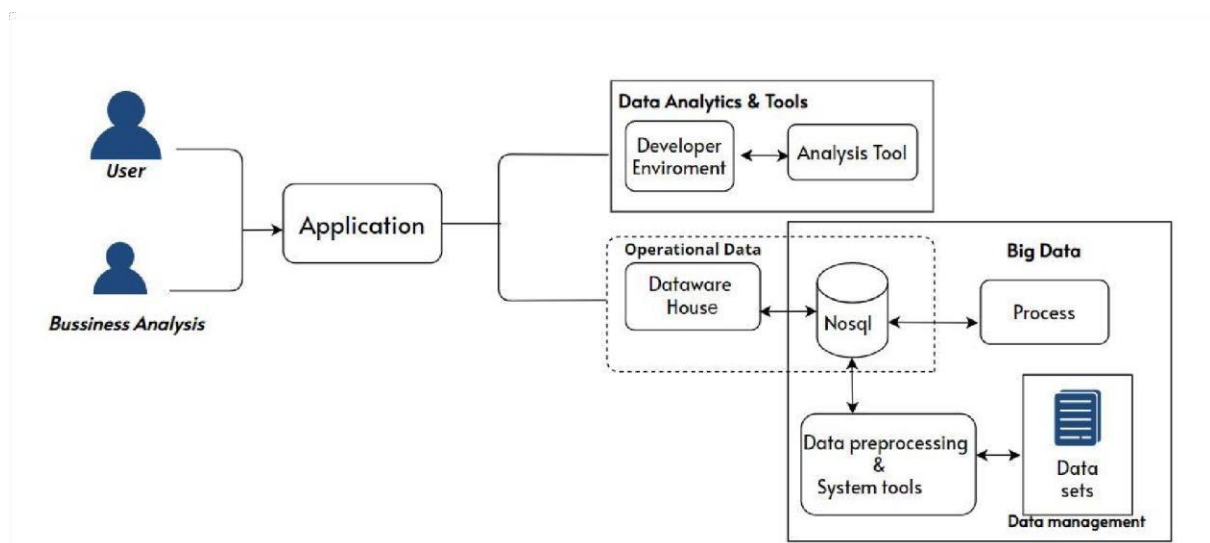 User
Bussiness Analysis
Application
Data Analytics & Tools
Developer
Enviroment
Analysis Tool
Operational Data
Dataware
House
Nosql
Big Data
Process
Data preprocessing
&
System tools
Data
sets
Data management